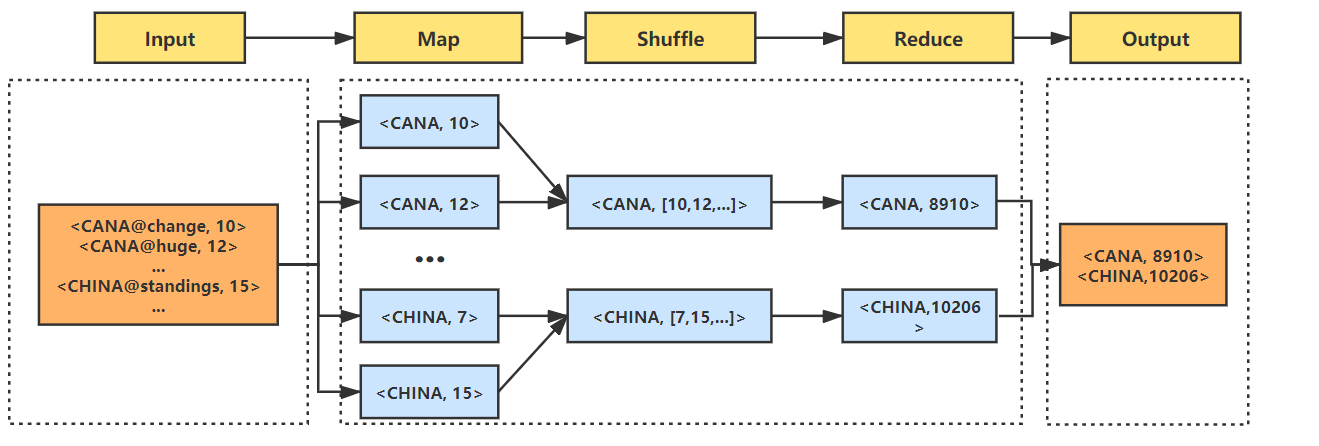 Input
Map
Shuffle
Reduce
Output
<CANA@change, 10>
<CANA@huge, 12>
...
<CHINA@standings, 15>
...
<CANA, 10>
<CANA, 12>
...
<CHINA, 7>
<CHINA, 15>
<CANA, [10,12,...]>
<CHINA, [7,15,...]>
<CANA, 8910>
<CHINA,10206
>
<CANA, 8910>
<CHINA,10206>